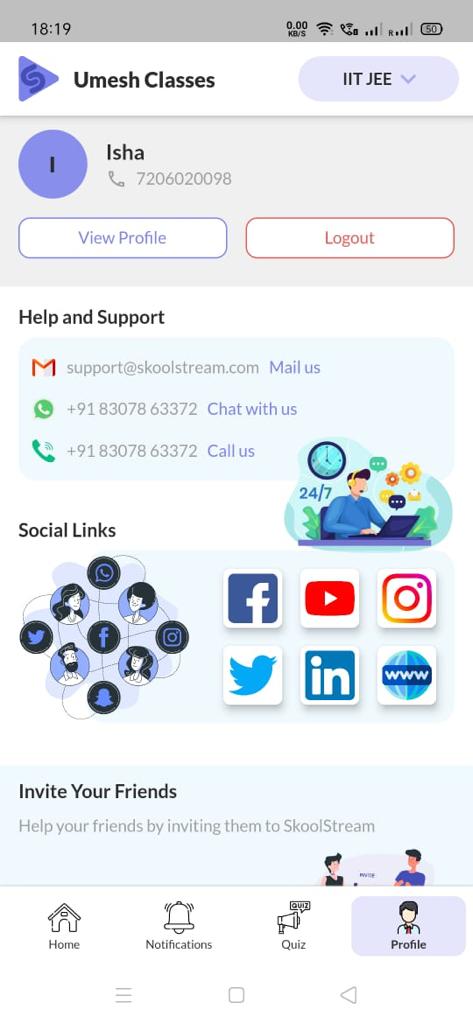 18:19
0.00
KB/S
R
50
Umesh Classes
IIT JEE
I
Isha
7206020098
View Profile
Logout
Help and Support
support@skoolstream.com Mail us
+91 83078 63372 Chat with us
+91 83078 63372 Call us
24/7
Social Links
www
Invite Your Friends
Help your friends by inviting them to SkoolStream
INVITE
QUIZ
Home
Notifications
Quiz
Profile